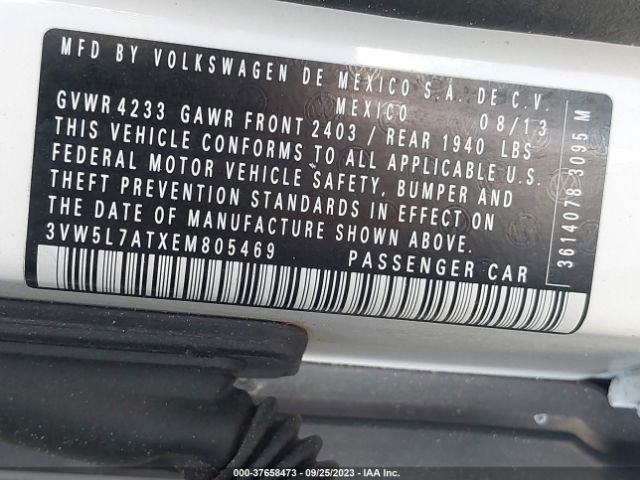 MFD BY VOLKSWAGEN DE MEXICO S.A. DE C.V.
MEXICO 08/13
GVWR 4233 GAWR FRONT 2403 / REAR 1940 LBS
THIS VEHICLE CONFORMS TO ALL APPLICABLE U.S.
FEDERAL MOTOR VEHICLE SAFETY, BUMPER AND
THEFT PREVENTION STANDARDS IN EFFECT ON
THE DATE OF MANUFACTURE SHOWN ABOVE.
3VW5L7ATXEM805469 PASSENGER CAR
3614078-3095 M
000-37658473 - 09/25/2023 - IAA Inc.